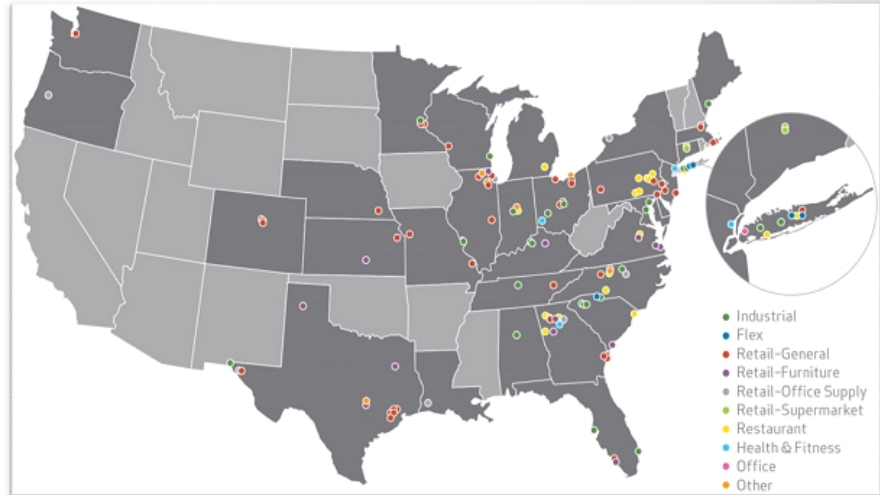 Industrial
Flex
Retail-General
Retail-Furniture
Retail-Office Supply
Retail-Supermarket
Restaurant
Health & Fitness
Office
Other